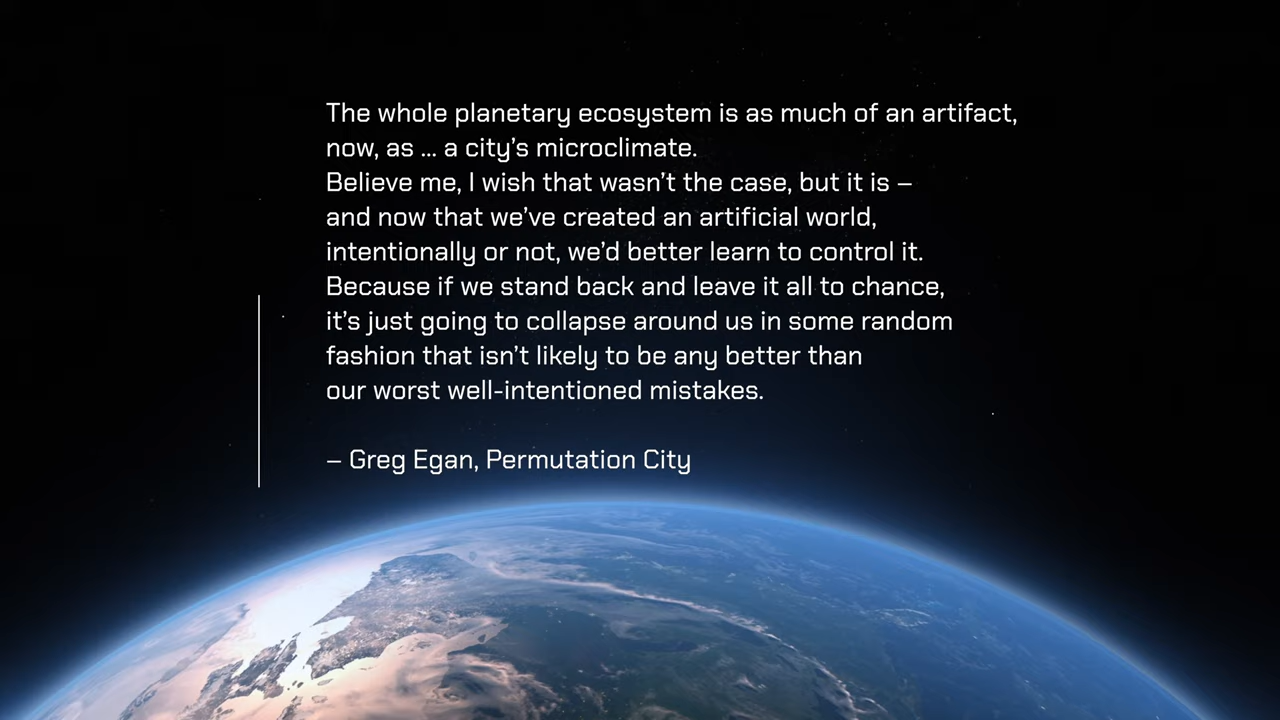 The whole planetary ecosystem is as much of an artifact,
now, as ... a city's microclimate.
Believe me, I wish that wasn't the case, but it is –
and now that we've created an artificial world,
intentionally or not, we'd better learn to control it.
Because if we stand back and leave it all to chance,
it's just going to collapse around us in some random
fashion that isn't likely to be any better than
our worst well-intentioned mistakes.
– Greg Egan, Permutation City